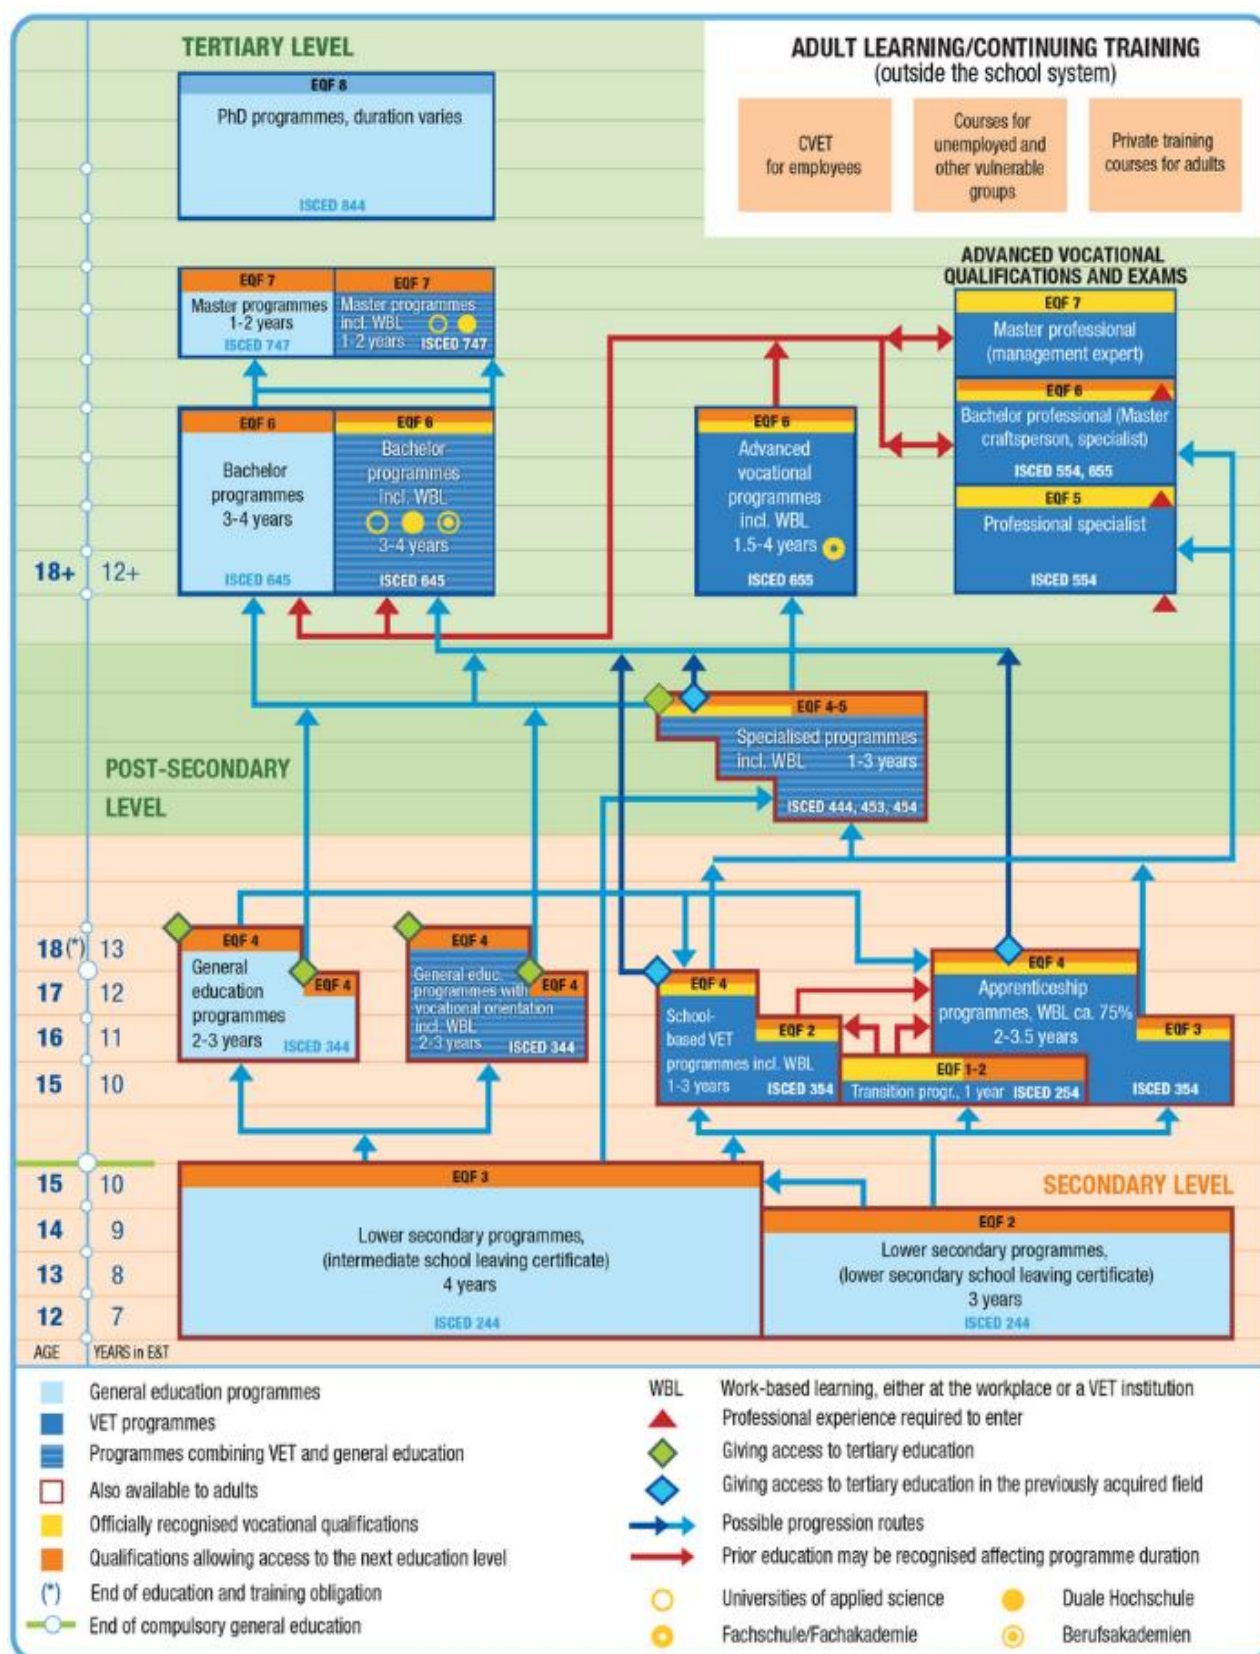 TERTIARY LEVEL
EQF 8
PhD programmes, duration varies
ISCED 844
ADULT LEARNING/CONTINUING TRAINING
(outside the school system)
CVET
for employees
Courses for
unemployed and
other vulnerable
groups
Private training
courses for adults
EQF 7
Master programmes
1-2 years
ISCED 747
EQF 7
Master programmes
incl. WBL
1-2 years ISCED 747
ADVANCED VOCATIONAL
QUALIFICATIONS AND EXAMS
EQF 7
Master professional
(management expert)
EQF 6
Bachelor professional (Master
craftsperson, specialist)
ISCED 554, 655
EQF 5
Professional specialist
ISCED 554
EQF 6
Bachelor
programmes
3-4 years
ISCED 645
EQF 6
Bachelor
programmes
incl. WBL
3-4 years
ISCED 645
EQF 6
Advanced
vocational
programmes
incl. WBL
1.5-4 years
ISCED 655
18+ 12+
POST-SECONDARY
LEVEL
EQF 4-5
Specialised programmes
incl. WBL 1-3 years
ISCED 444, 453, 454
18 (*) 13
17 12
16 11
15 10
EQF 4
General
education
programmes
2-3 years ISCED 344
EQF 4
EQF 4
General educ.
programmes with
vocational orientation
incl. WBL
2-3 years ISCED 344
EQF 4
EQF 4
School-
based VET
programmes incl. WBL
1-3 years ISCED 354
EQF 2
EQF 1-2
Transition progr., 1 year ISCED 254
EQF 4
Apprenticeship
programmes, WBL ca. 75%
2-3.5 years
EQF 3
ISCED 354
SECONDARY LEVEL
15 10
14 9
13 8
12 7
AGE YEARS in E&T
EQF 3
Lower secondary programmes,
(intermediate school leaving certificate)
4 years
ISCED 244
EQF 2
Lower secondary programmes,
(lower secondary school leaving certificate)
3 years
ISCED 244
General education programmes
VET programmes
Programmes combining VET and general education
Also available to adults
Officially recognised vocational qualifications
Qualifications allowing access to the next education level
(*) End of education and training obligation
End of compulsory general education
WBL Work-based learning, either at the workplace or a VET institution
Professional experience required to enter
Giving access to tertiary education
Giving access to tertiary education in the previously acquired field
Possible progression routes
Prior education may be recognised affecting programme duration
Universities of applied science
Duale Hochschule
Fachschule/Fachakademie
Berufsakademien